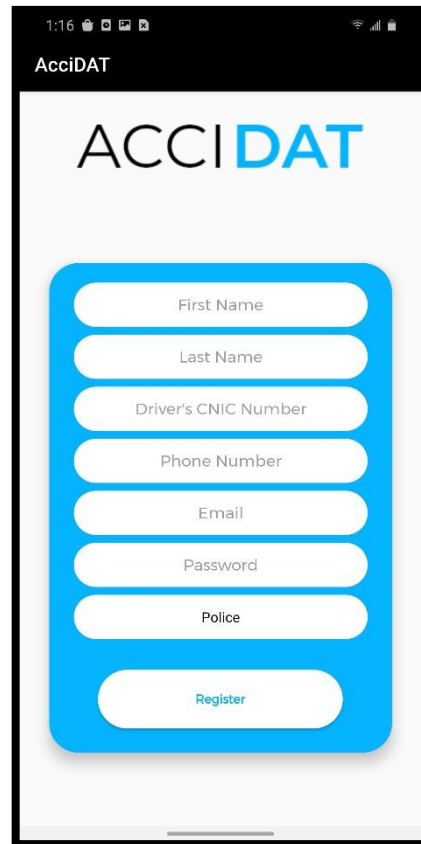 1:16
AcciDAT
ACCIDAT
First Name
Last Name
Driver's CNIC Number
Phone Number
Email
Password
Police
Register